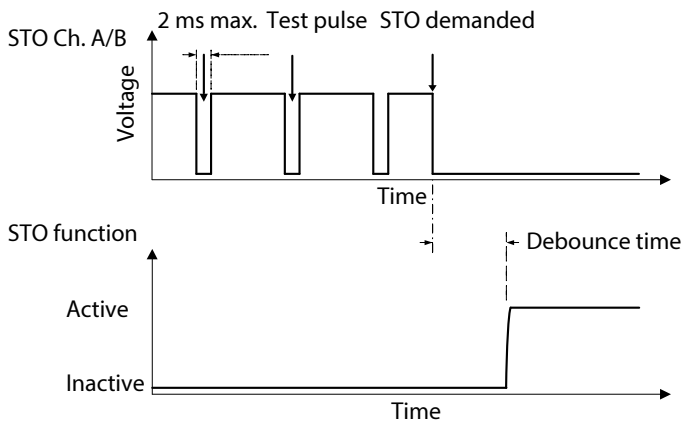 2 ms max. Test pulse STO demanded
STO Ch. A/B
Voltage
Time
STO function
Debounce time
Active
Inactive
Time